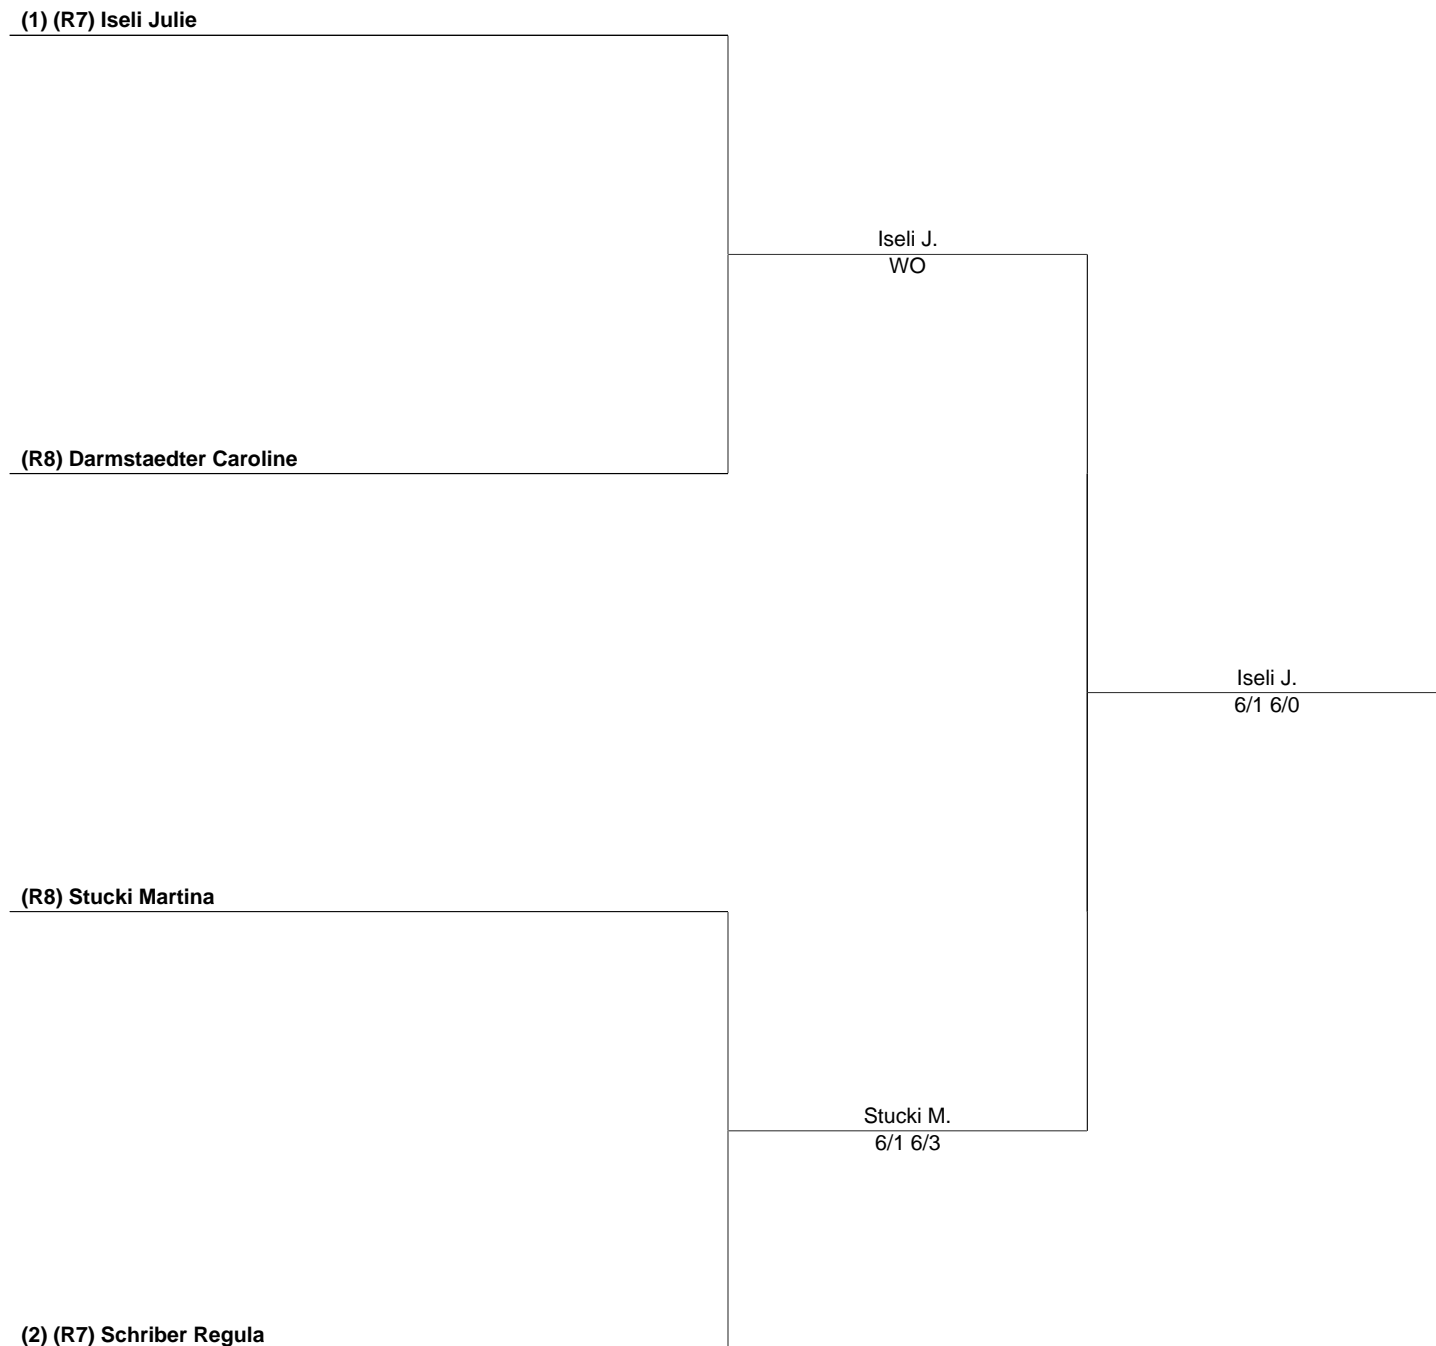 (1) (R7) Iseli Julie
Iseli J.
WO
(R8) Darmstaedter Caroline
Iseli J.
6/1 6/0
(R8) Stucki Martina
Stucki M.
6/1 6/3
(2) (R7) Schriber Regula